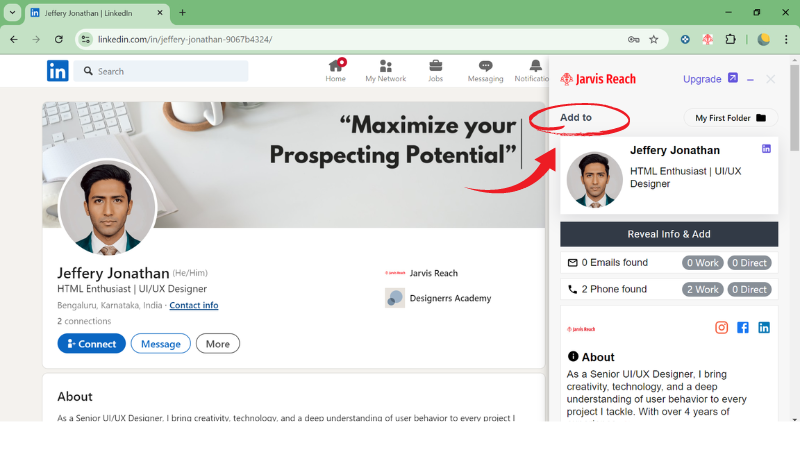 Jeffery Jonathan | LinkedIn
linkedin.com/in/jeffery-jonathan-9067b4324/
in
Search
Home
My Network
Jobs
Messaging
Notificatio
“Maximize your
Prospecting Potential”
Jeffery Jonathan (He/Him)
HTML Enthusiast | UI/UX Designer
Bengaluru, Karnataka, India · Contact info
2 connections
Connect
Message
More
Jarvis Reach
Designerrs Academy
About
As a Senior UI/UX Designer, I bring creativity, technology, and a deep understanding of user behavior to every project I
Jarvis Reach
Upgrade
Add to
My First Folder
Jeffery Jonathan
in
HTML Enthusiast | UI/UX
Designer
Reveal Info & Add
0 Emails found
0 Work
0 Direct
2 Phone found
2 Work
0 Direct
Jarvis Reach
in
About
As a Senior UI/UX Designer, I bring
creativity, technology, and a deep
understanding of user behavior to every
project I tackle. With over 4 years of